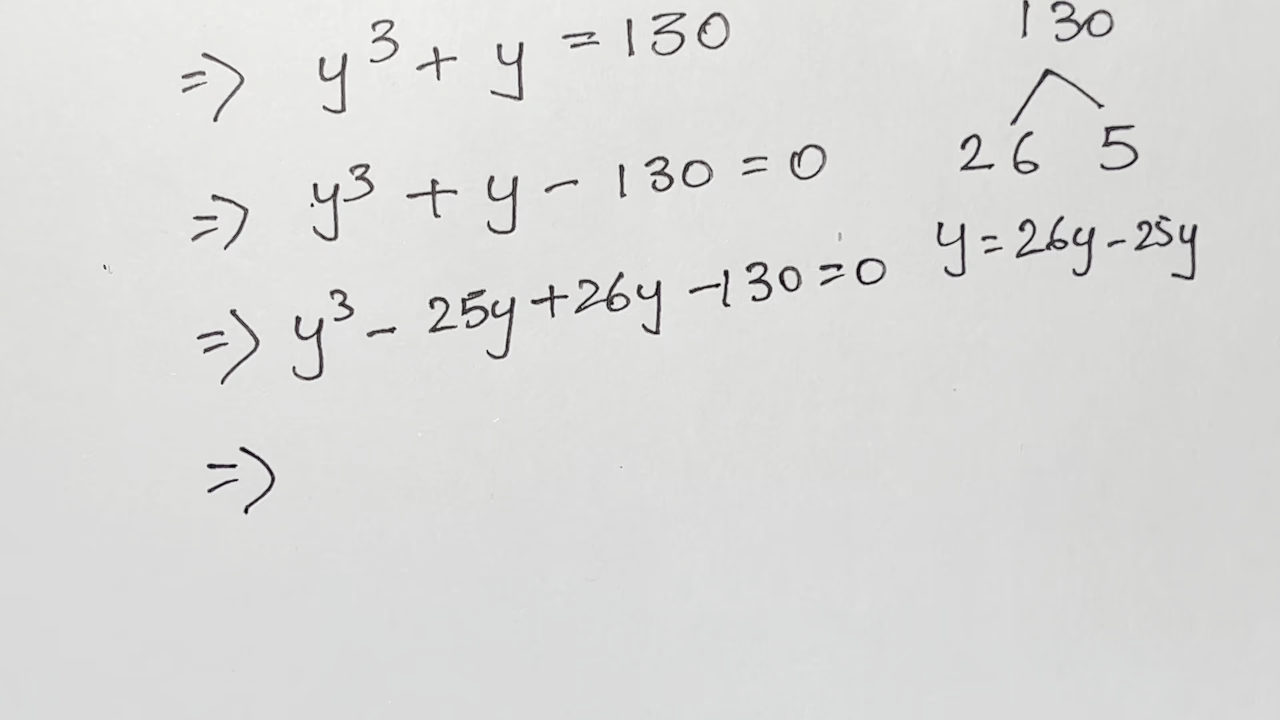 => y³ + y = 130
=> y³ + y - 130 = 0
=> y³ - 25y + 26y - 130 = 0
=>
130
26 5
y = 26y - 25y